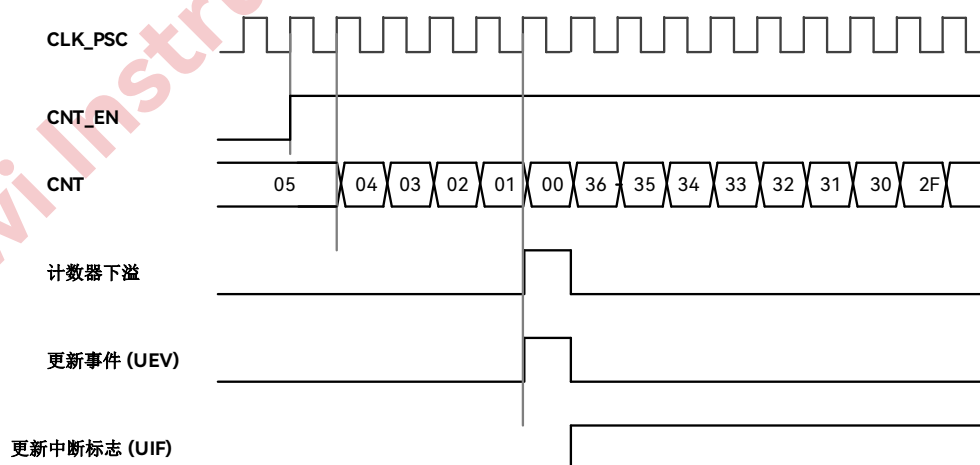 CLK_PSC
CNT_EN
CNT 05 04 03 02 01 00 36 35 34 33 32 31 30 2F
计数器下溢
更新事件 (UEV)
更新中断标志 (UIF)